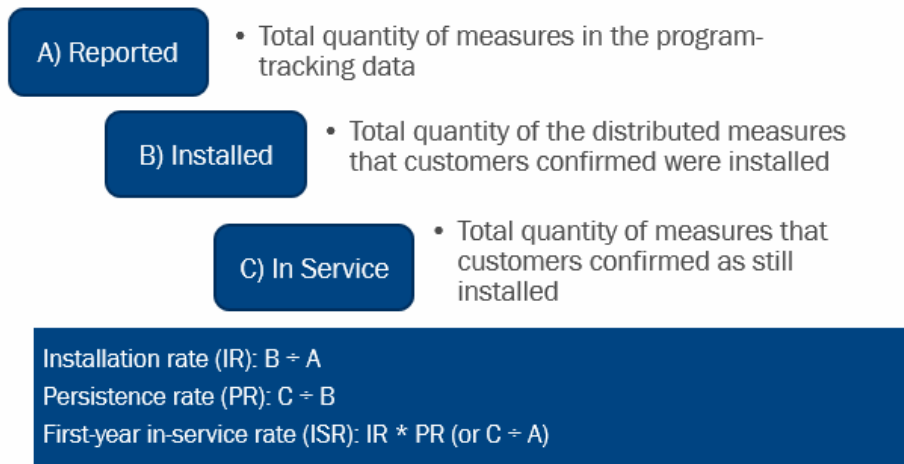 A) Reported
• Total quantity of measures in the program-
tracking data
B) Installed
• Total quantity of the distributed measures
that customers confirmed were installed
C) In Service
• Total quantity of measures that
customers confirmed as still
installed
Installation rate (IR): B ÷ A
Persistence rate (PR): C ÷ B
First-year in-service rate (ISR): IR * PR (or C ÷ A)